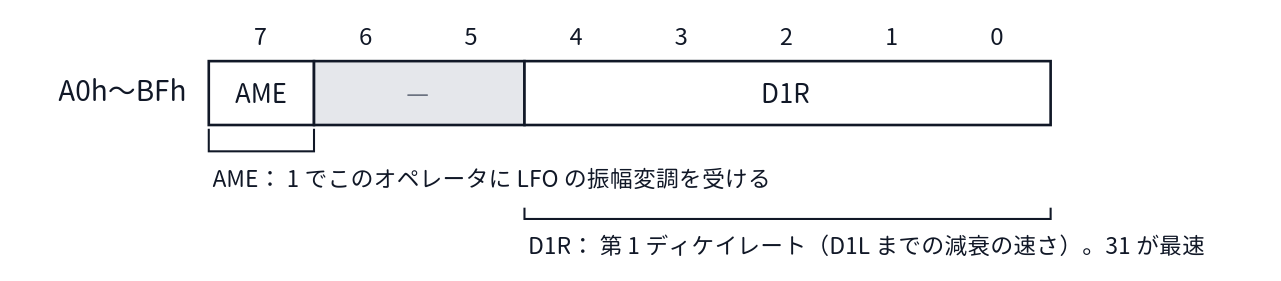 7 6 5 4 3 2 1 0
A0h～BFh AME — D1R
AME： 1 でこのオペレータに LFO の振幅変調を受ける
D1R： 第 1 ディケイレート（D1L までの減衰の速さ）。31 が最速